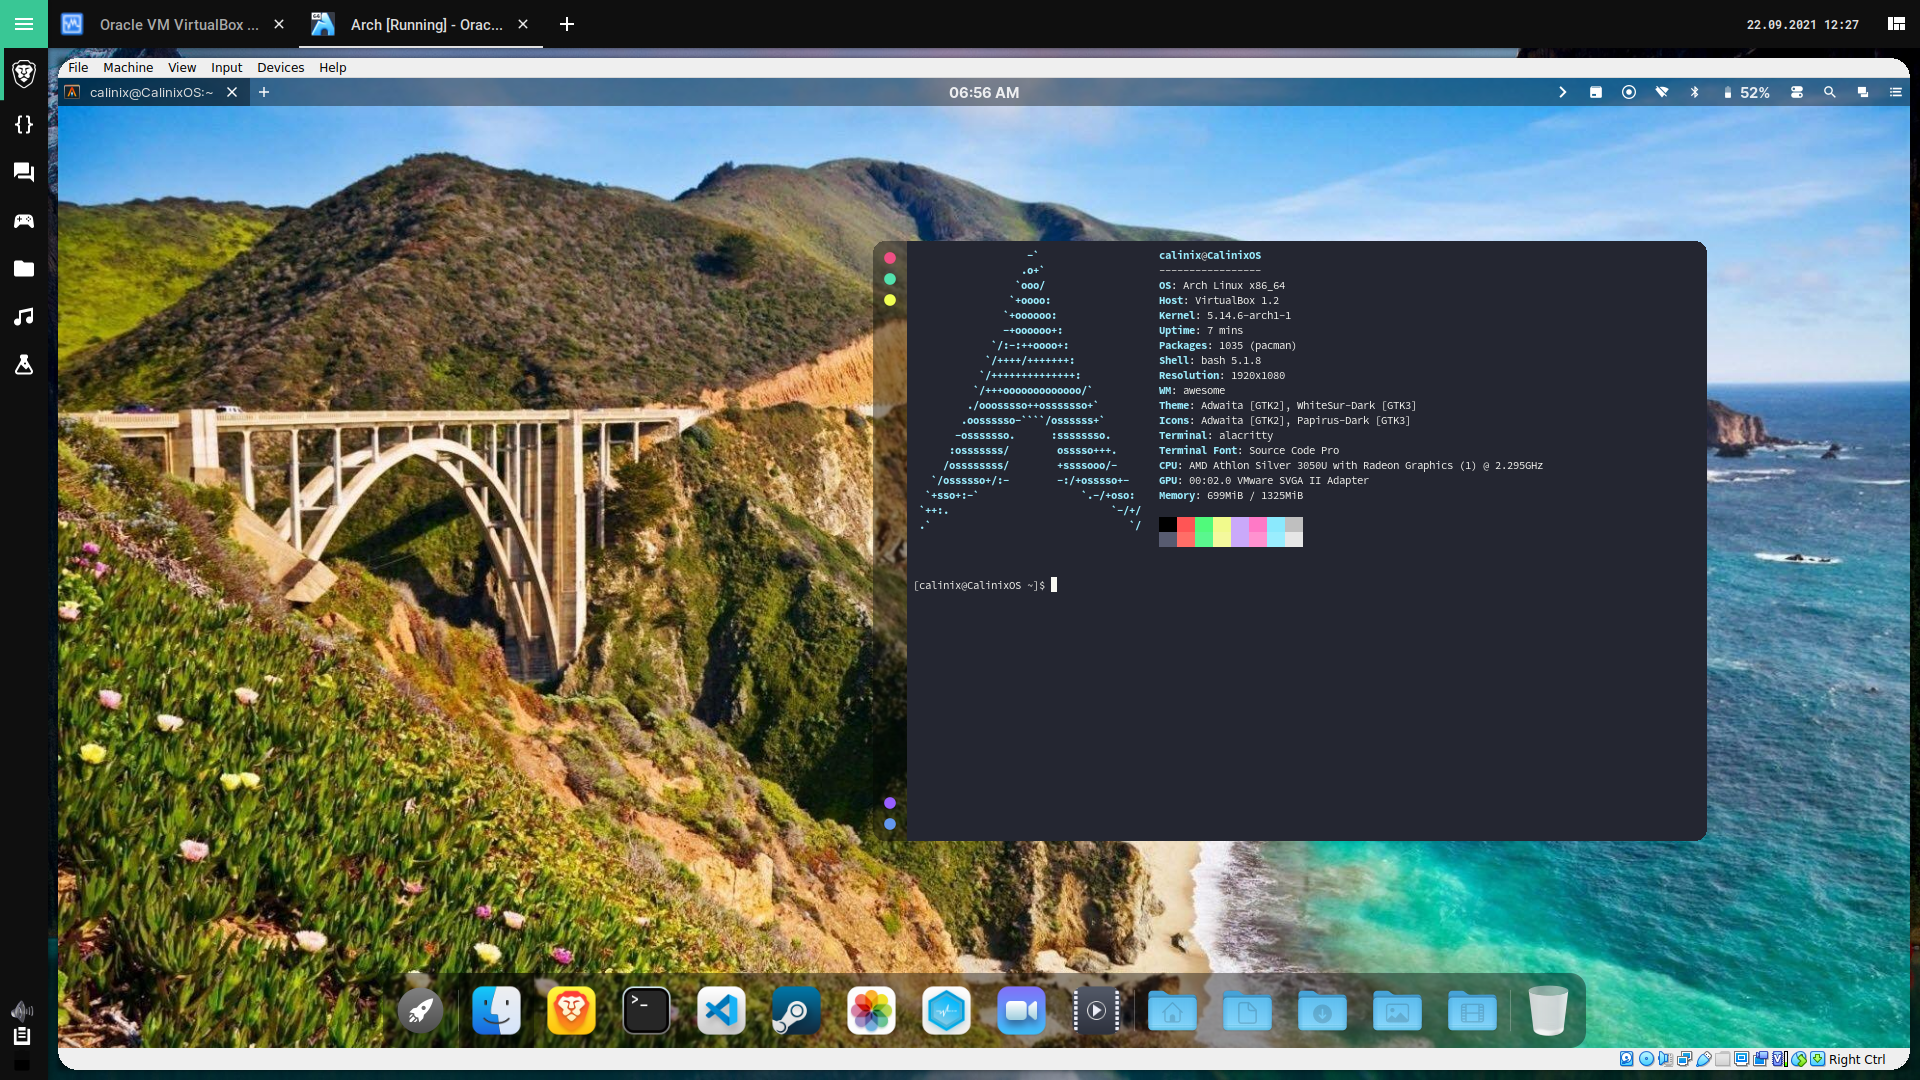 Oracle VM VirtualBox ...
Arch [Running] - Orac...
22.09.2021 12:27
File Machine View Input Devices Help
calinix@CalinixOS:~
06:56 AM
52%
-`
.o+`
`ooo/
`+oooo:
`+oooooo:
-+oooooo+:
`/:-:++oooo+:
`/++++/+++++++:
`/++++++++++++++:
`/+++ooooooooooooo/`
./ooosssso++osssssso+`
.oossssso-````/ossssss+`
-osssssso.      :ssssssso.
:osssssss/        osssso+++.
/ossssssss/        +ssssooo/-
`/ossssso+/:-        -:/+osssso+-
`+sso+:-`                 `.-/+oso:
`++:.                           `-/+/
.`                                 `/
calinix@CalinixOS
-----------------
OS: Arch Linux x86_64
Host: VirtualBox 1.2
Kernel: 5.14.6-arch1-1
Uptime: 7 mins
Packages: 1035 (pacman)
Shell: bash 5.1.8
Resolution: 1920x1080
WM: awesome
Theme: Adwaita [GTK2], WhiteSur-Dark [GTK3]
Icons: Adwaita [GTK2], Papirus-Dark [GTK3]
Terminal: alacritty
Terminal Font: Source Code Pro
CPU: AMD Athlon Silver 3050U with Radeon Graphics (1) @ 2.295GHz
GPU: 00:02.0 VMware SVGA II Adapter
Memory: 699MiB / 1325MiB
[calinix@CalinixOS ~]$
>_
Right Ctrl